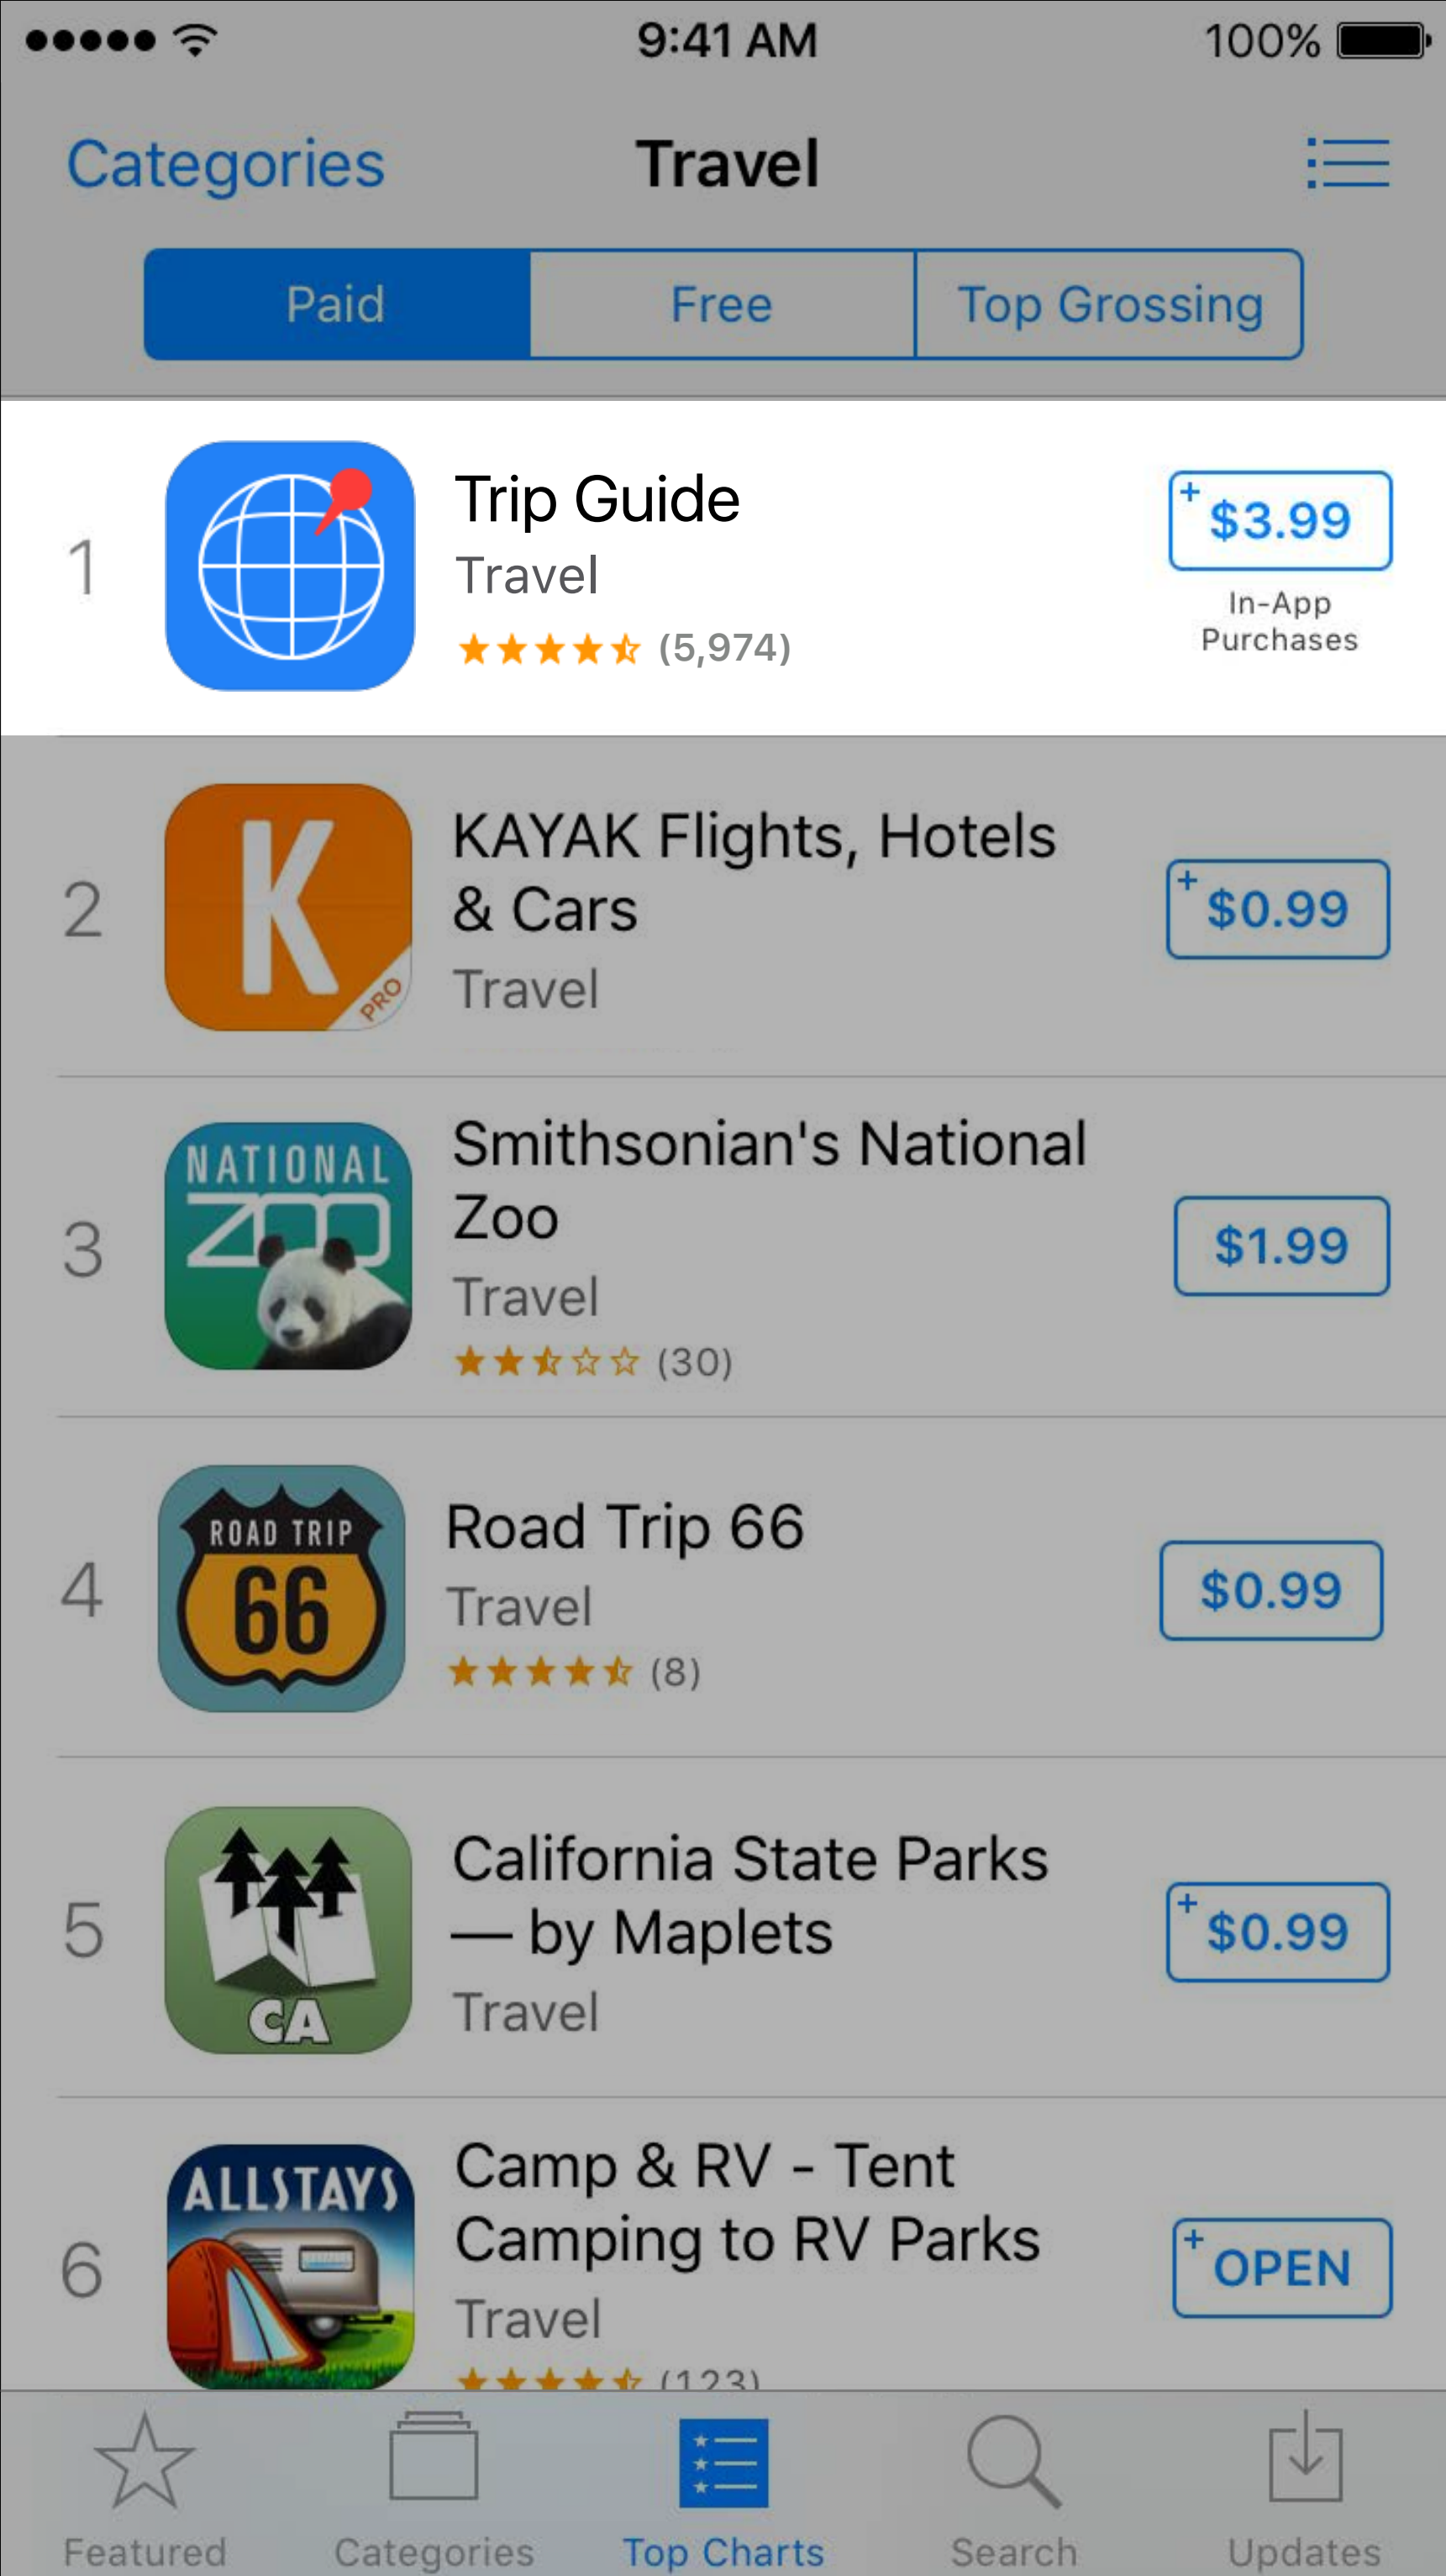 9:41 AM
100%
Categories
Travel
Paid
Free
Top Grossing
1
Trip Guide
Travel
(5,974)
+ $3.99
In-App
Purchases
2
K
PRO
KAYAK Flights, Hotels
& Cars
Travel
+ $0.99
3
NATIONAL
ZOO
Smithsonian's National
Zoo
Travel
(30)
$1.99
4
ROAD TRIP
66
Road Trip 66
Travel
(8)
$0.99
5
CA
California State Parks
— by Maplets
Travel
+ $0.99
6
ALLSTAYS
Camp & RV - Tent
Camping to RV Parks
Travel
(123)
+ OPEN
Featured
Categories
Top Charts
Search
Updates